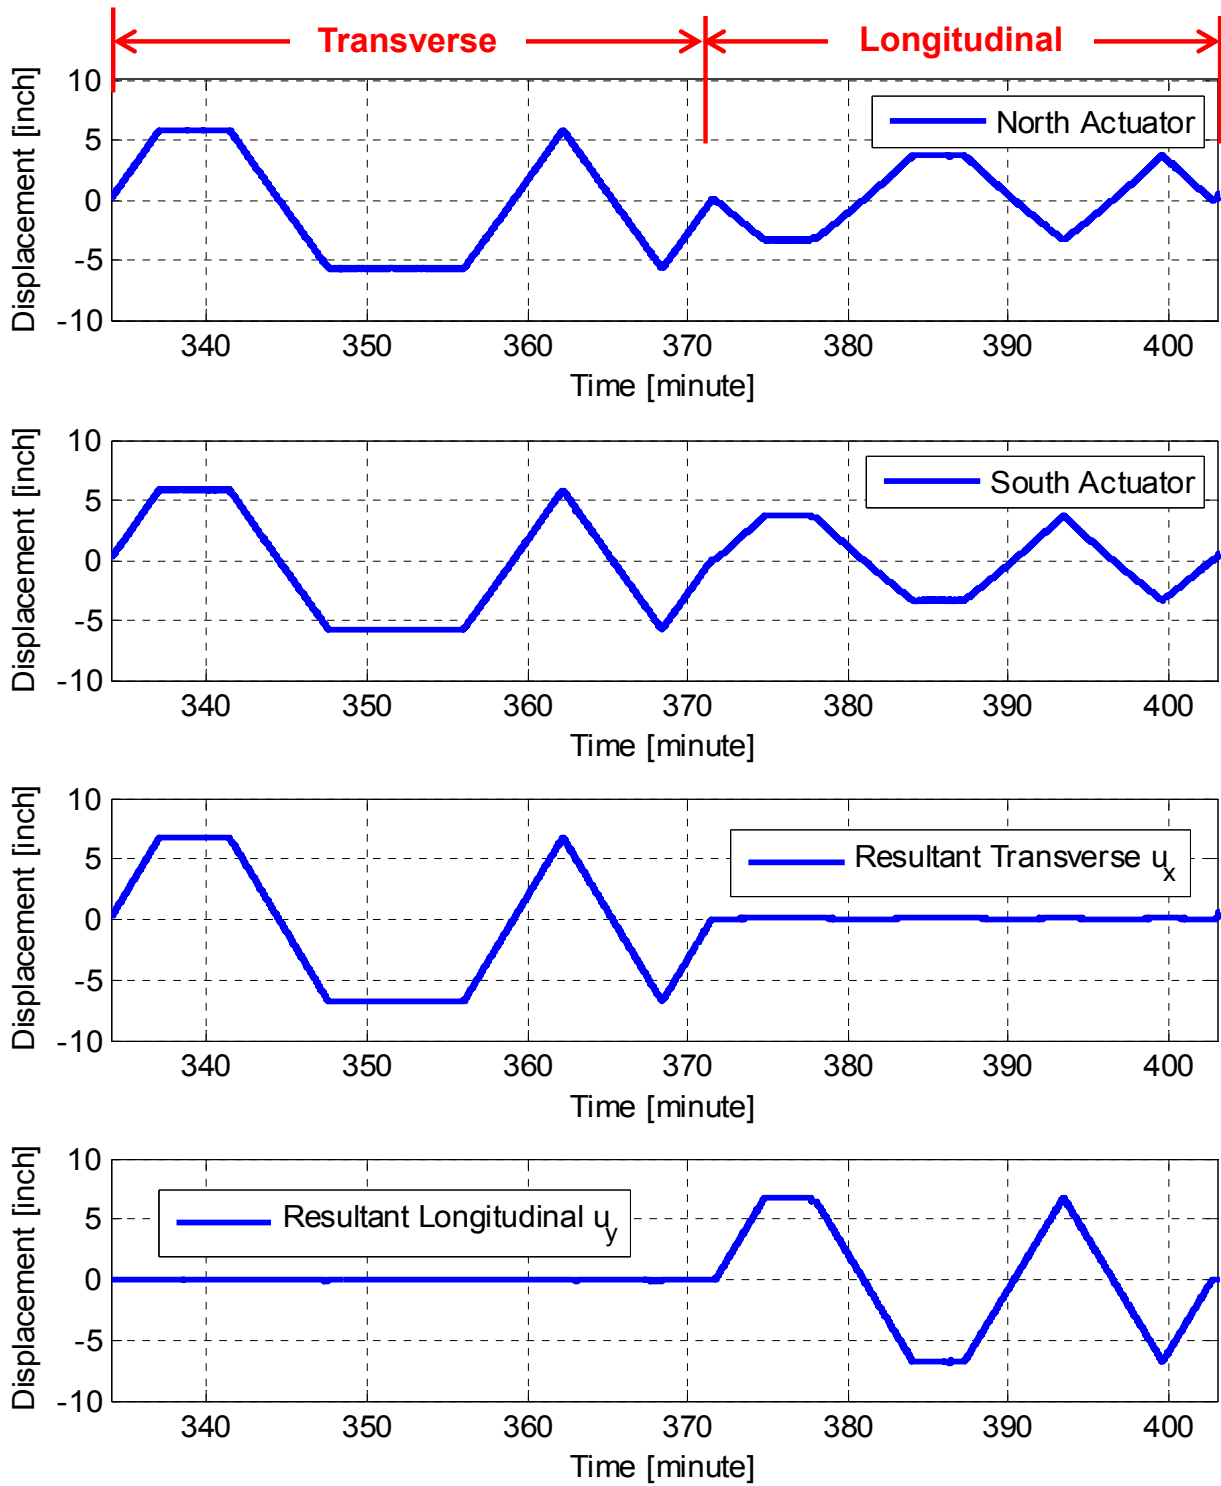 Transverse Longitudinal
10
5
0
-5
-10
Displacement [inch]
North Actuator
340 350 360 370 380 390 400
Time [minute]
10
5
0
-5
-10
Displacement [inch]
South Actuator
340 350 360 370 380 390 400
Time [minute]
10
5
0
-5
-10
Displacement [inch]
Resultant Transverse u_x
340 350 360 370 380 390 400
Time [minute]
10
5
0
-5
-10
Displacement [inch]
Resultant Longitudinal u_y
340 350 360 370 380 390 400
Time [minute]